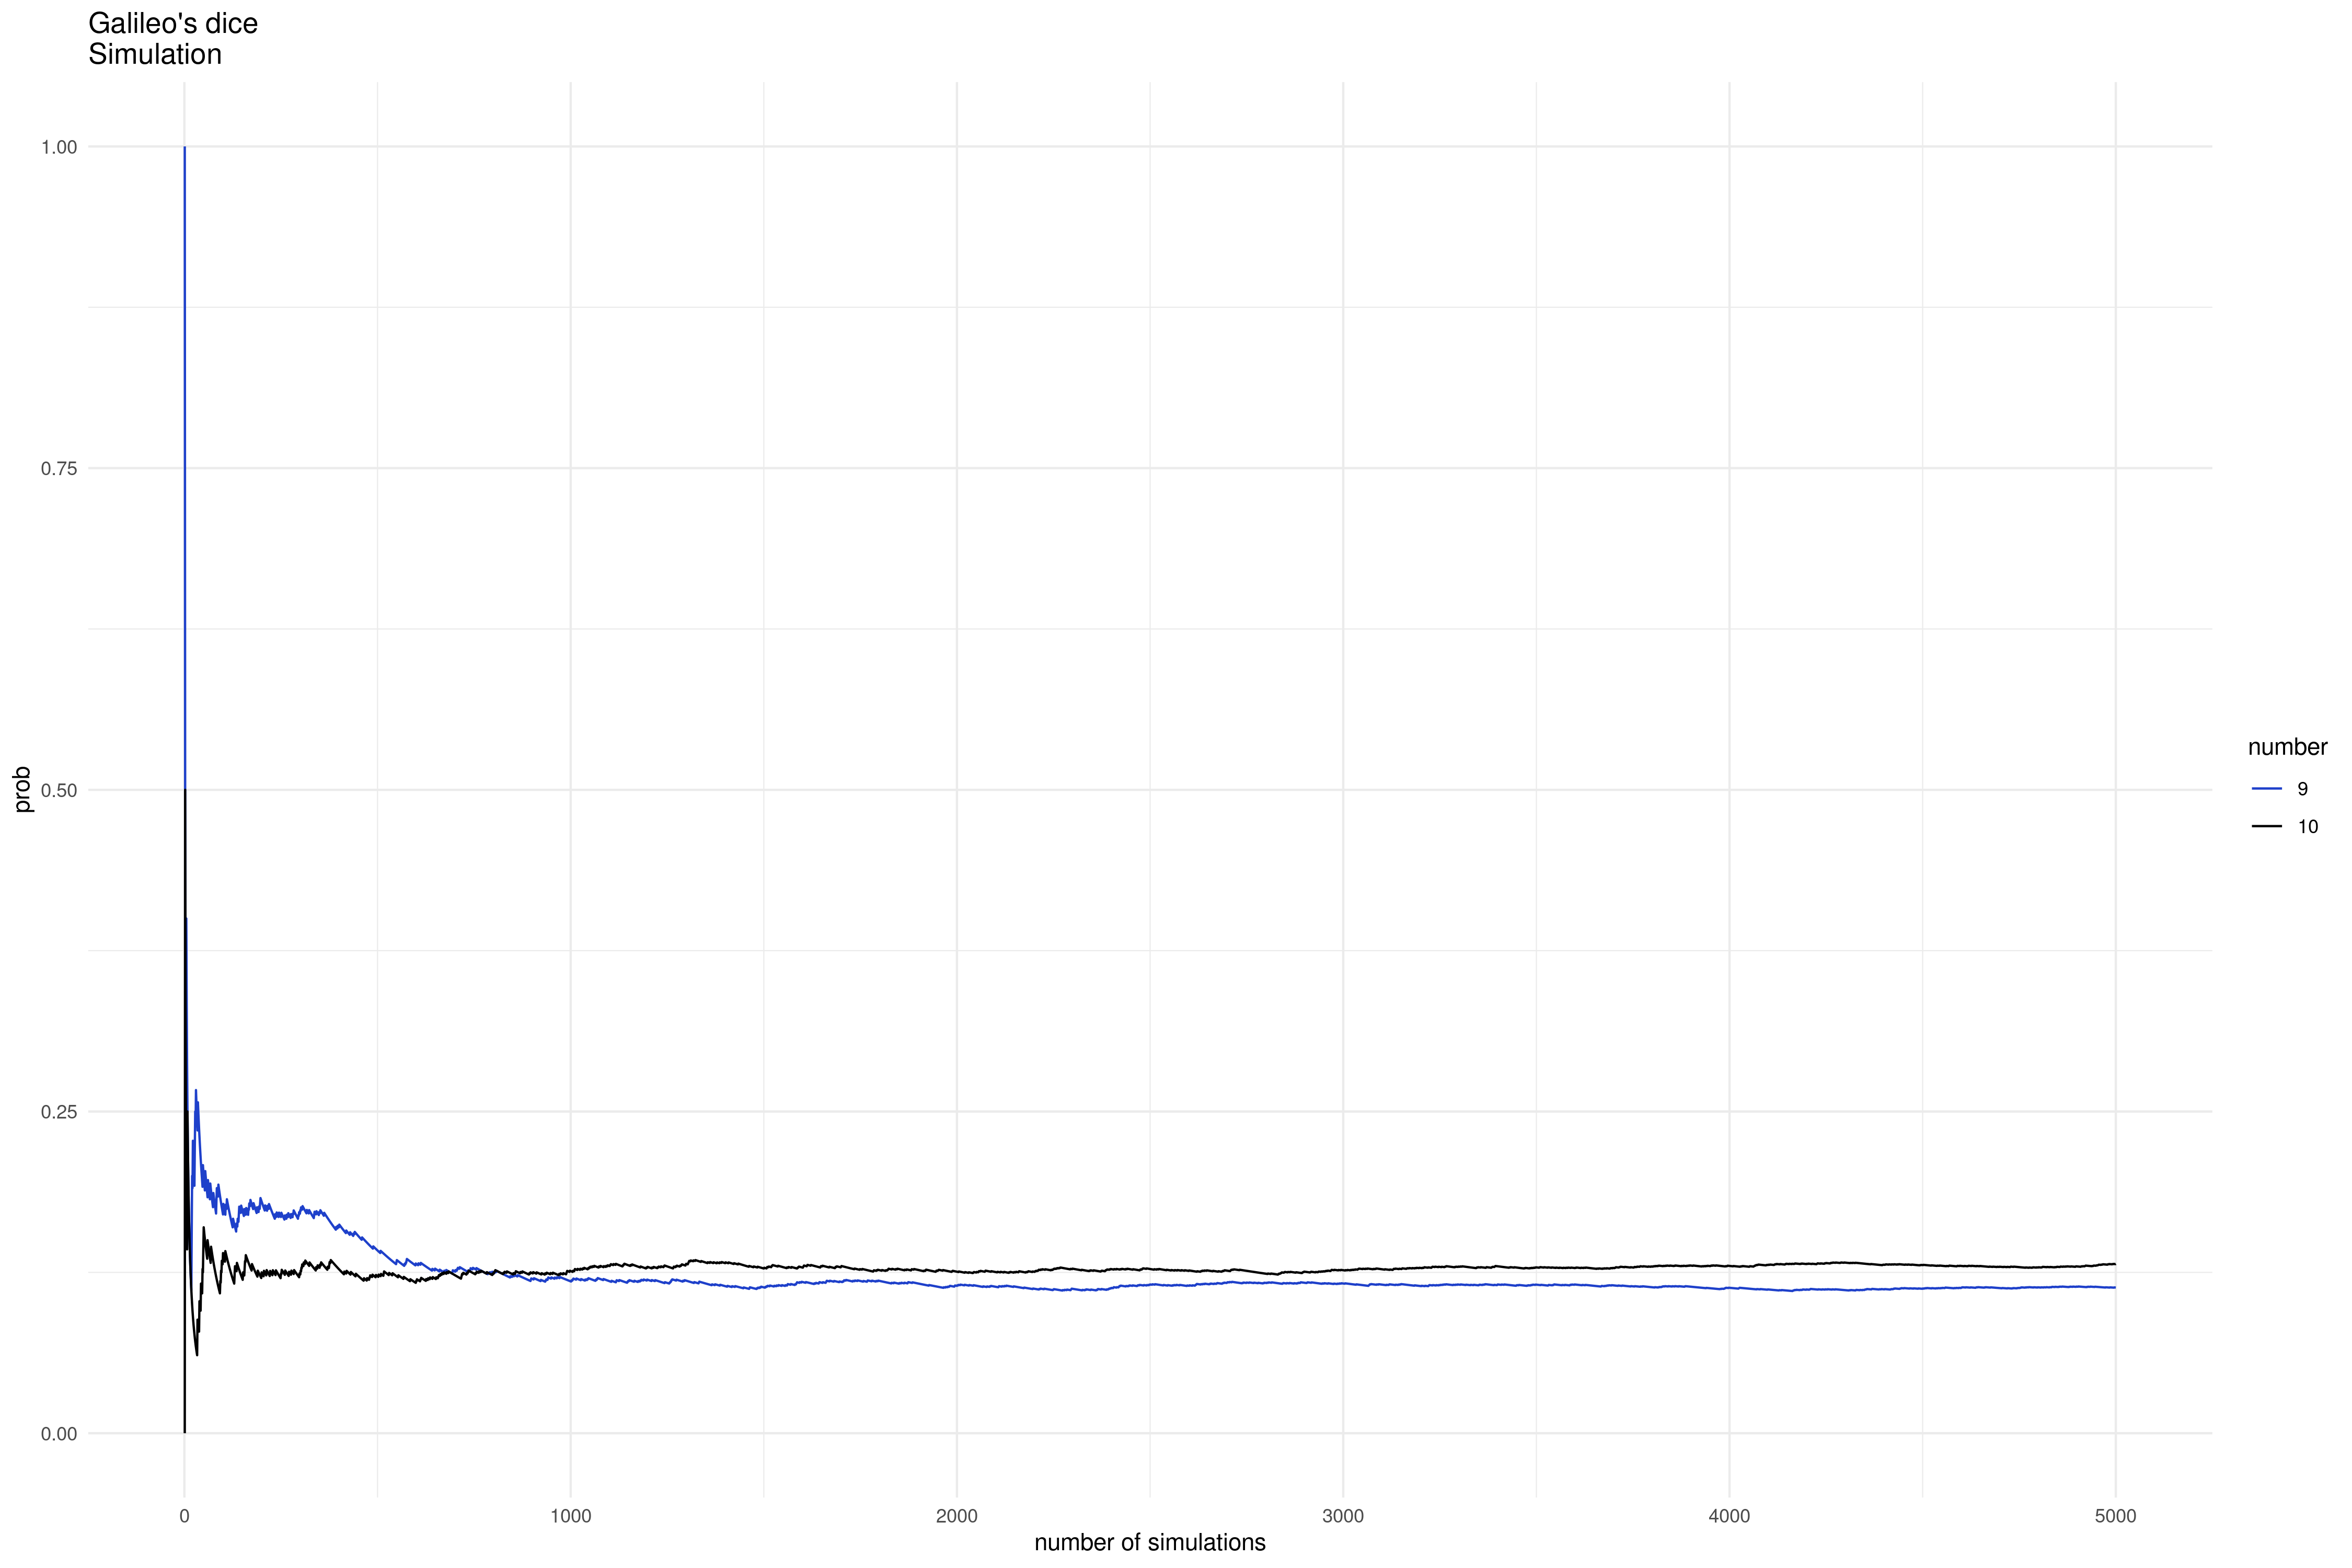 Galileo's dice
Simulation
1.00
0.75
0.50
0.25
0.00
prob
0
1000
2000
3000
4000
5000
number of simulations
number
9
10